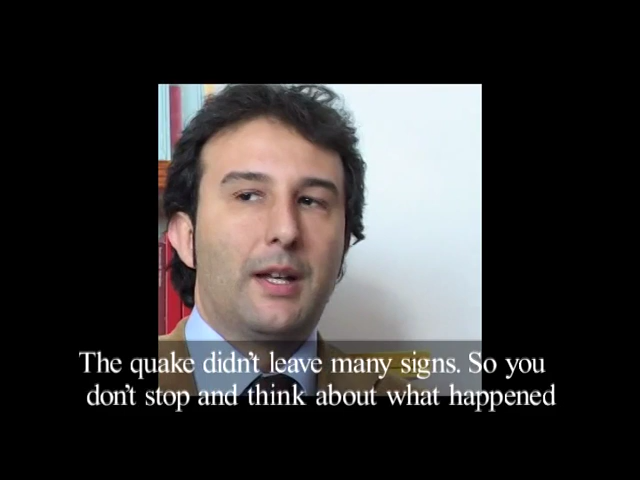 The quake didn't leave many signs. So you
don't stop and think about what happened